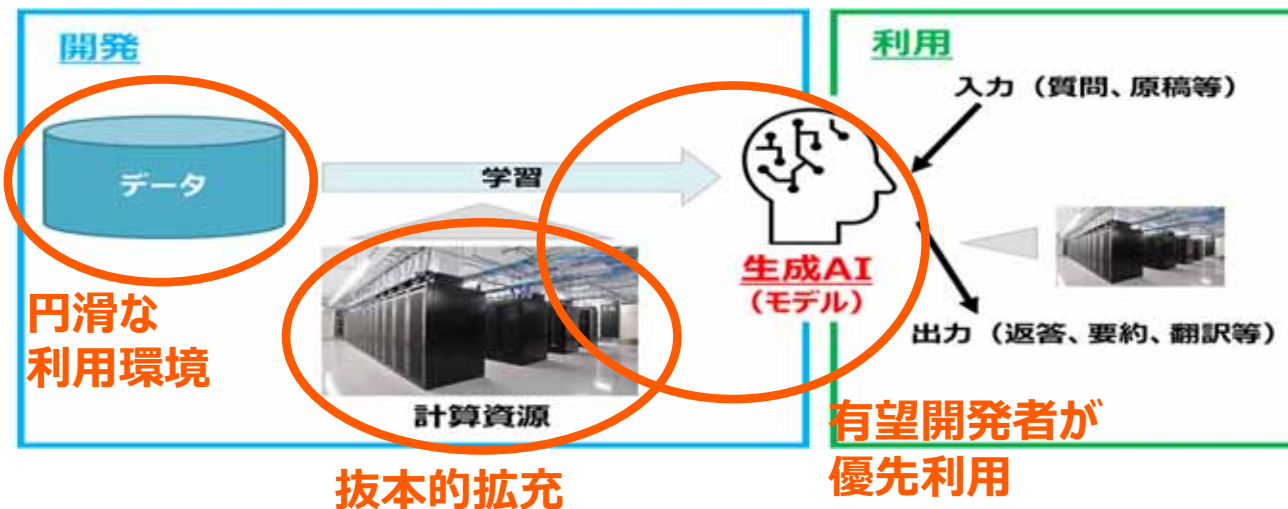 開発
データ
学習
計算資源
生成AI
(モデル)
利用
入力（質問、原稿等）
出力（返答、要約、翻訳等）
円滑な
利用環境
抜本的拡充
有望開発者が
優先利用